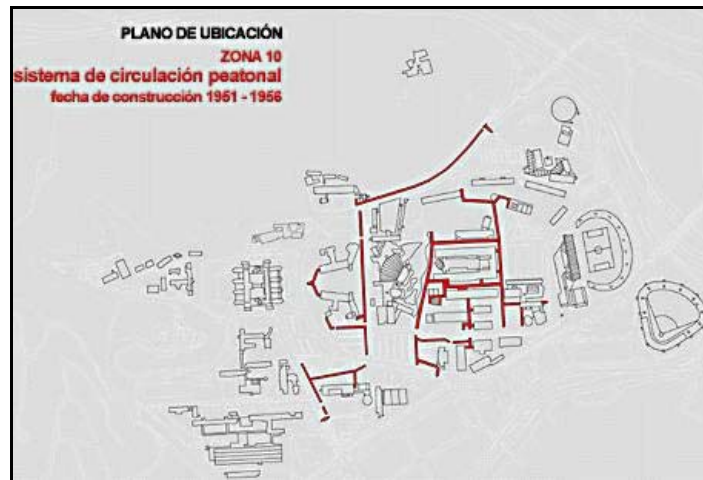 PLANO DE UBICACIÓN
ZONA 10
sistema de circulación peatonal
fecha de construcción 1951 - 1956